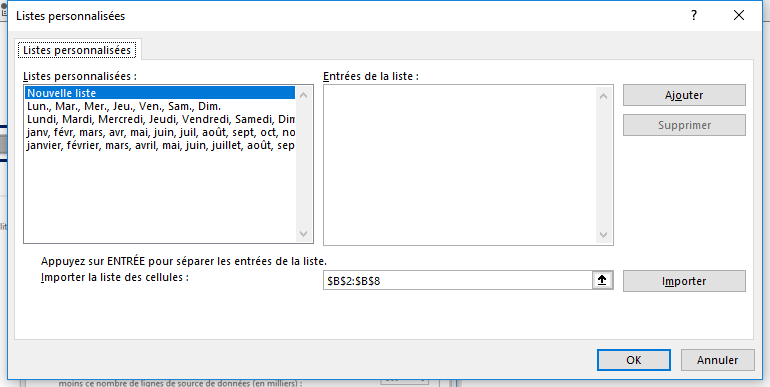 Listes personnalisées
Listes personnalisées
Listes personnalisées :
Entrées de la liste :
Nouvelle liste
Lun., Mar., Mer., Jeu., Ven., Sam., Dim.
Lundi, Mardi, Mercredi, Jeudi, Vendredi, Samedi, Dim
janv, févr, mars, avr, mai, juin, juil, août, sept, oct, no
janvier, février, mars, avril, mai, juin, juillet, août, sep
Ajouter
Supprimer
Appuyez sur ENTRÉE pour séparer les entrées de la liste.
Importer la liste des cellules :
$B$2:$B$8
Importer
OK
Annuler
moins ce nombre de lignes de source de données (en milliers) :